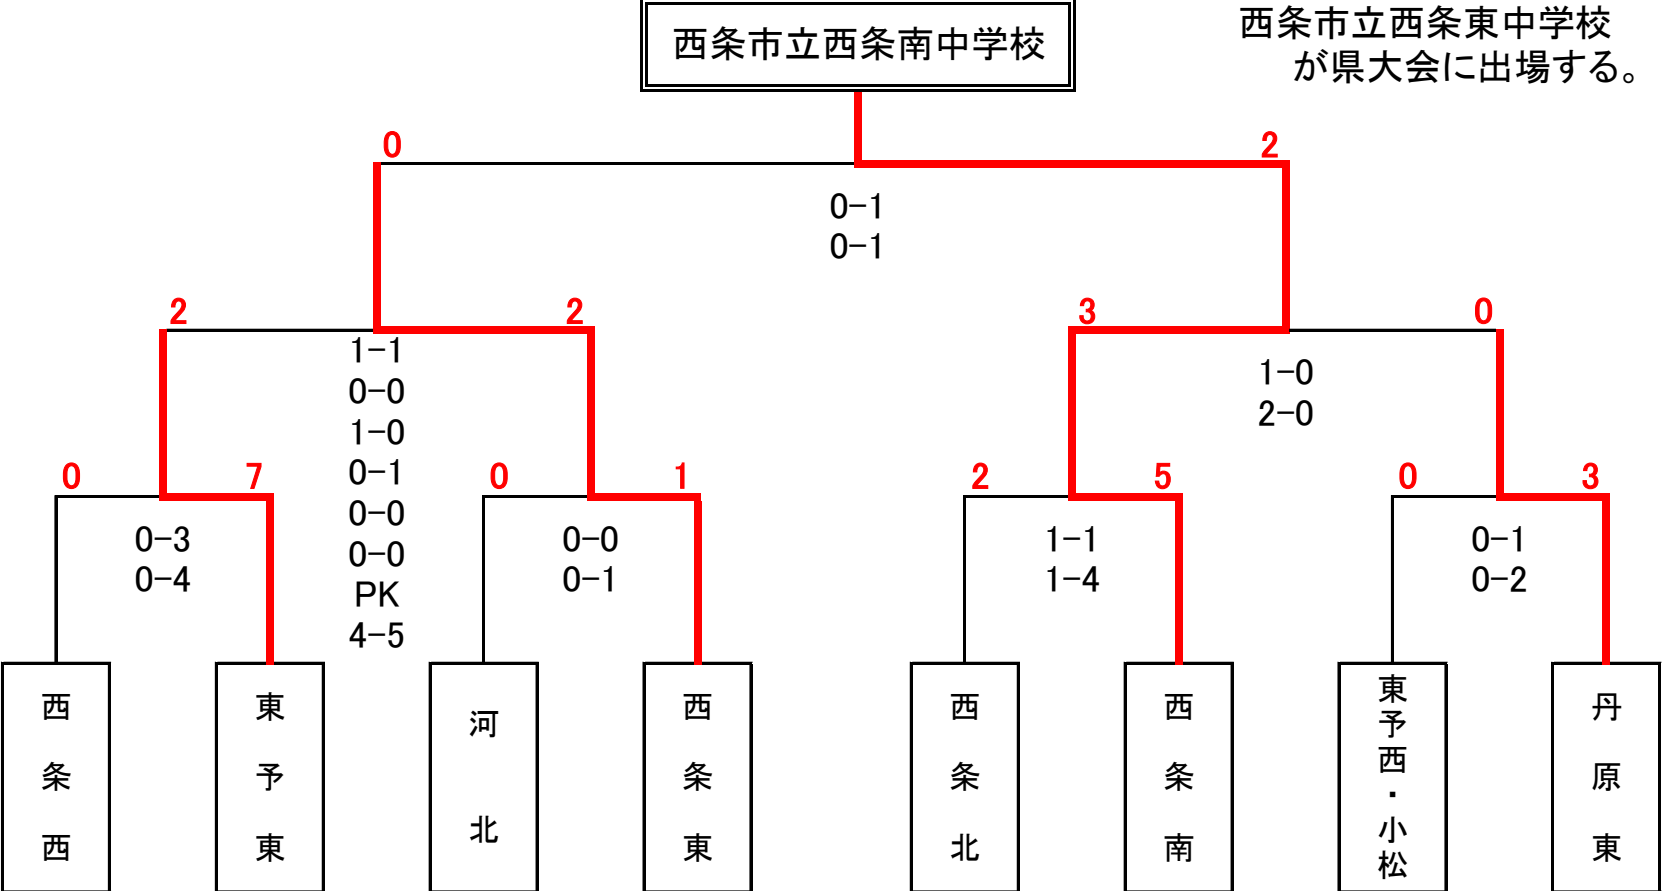 西条市立西条南中学校
西条市立西条東中学校
が県大会に出場する。
0
2
0-1
0-1
2
2
3
0
1-1
0-0
1-0
0-1
0-0
0-0
PK
4-5
1-0
2-0
0
7
0
1
2
5
0
3
0-3
0-4
0-0
0-1
1-1
1-4
0-1
0-2
西条西
東予東
河北
西条東
西条北
西条南
東予西・小松
丹原東